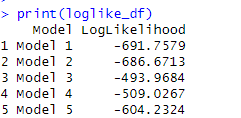 > print(loglike_df)
Model LogLikelihood
1 Model 1 -691.7579
2 Model 2 -686.6713
3 Model 3 -493.9684
4 Model 4 -509.0267
5 Model 5 -604.2324